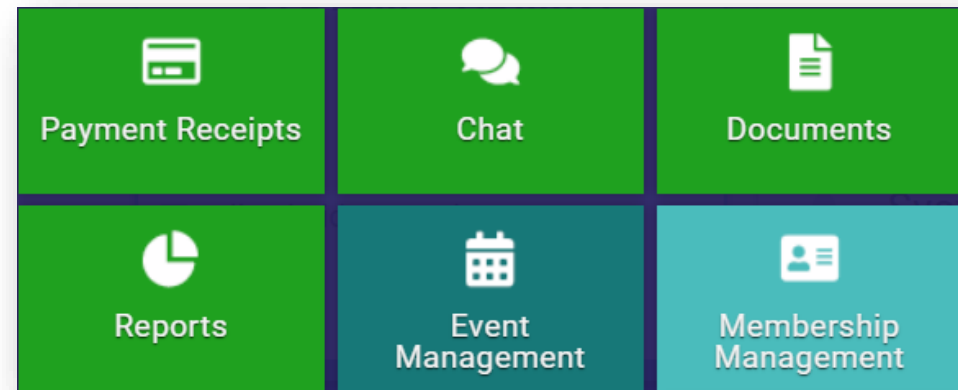 Payment Receipts
Chat
Documents
Reports
Event
Management
Membership
Management